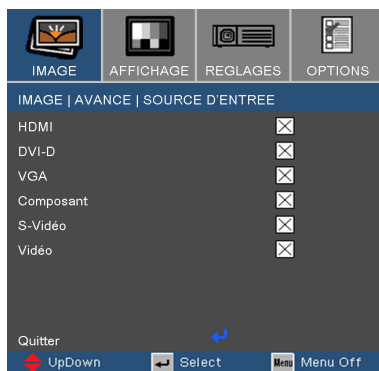 IMAGE AFFICHAGE REGLAGES OPTIONS
IMAGE | AVANCE | SOURCE D'ENTREE
HDMI
DVI-D
VGA
Composant
S-Vidéo
Vidéo
Quitter
UpDown Select Menu Menu Off